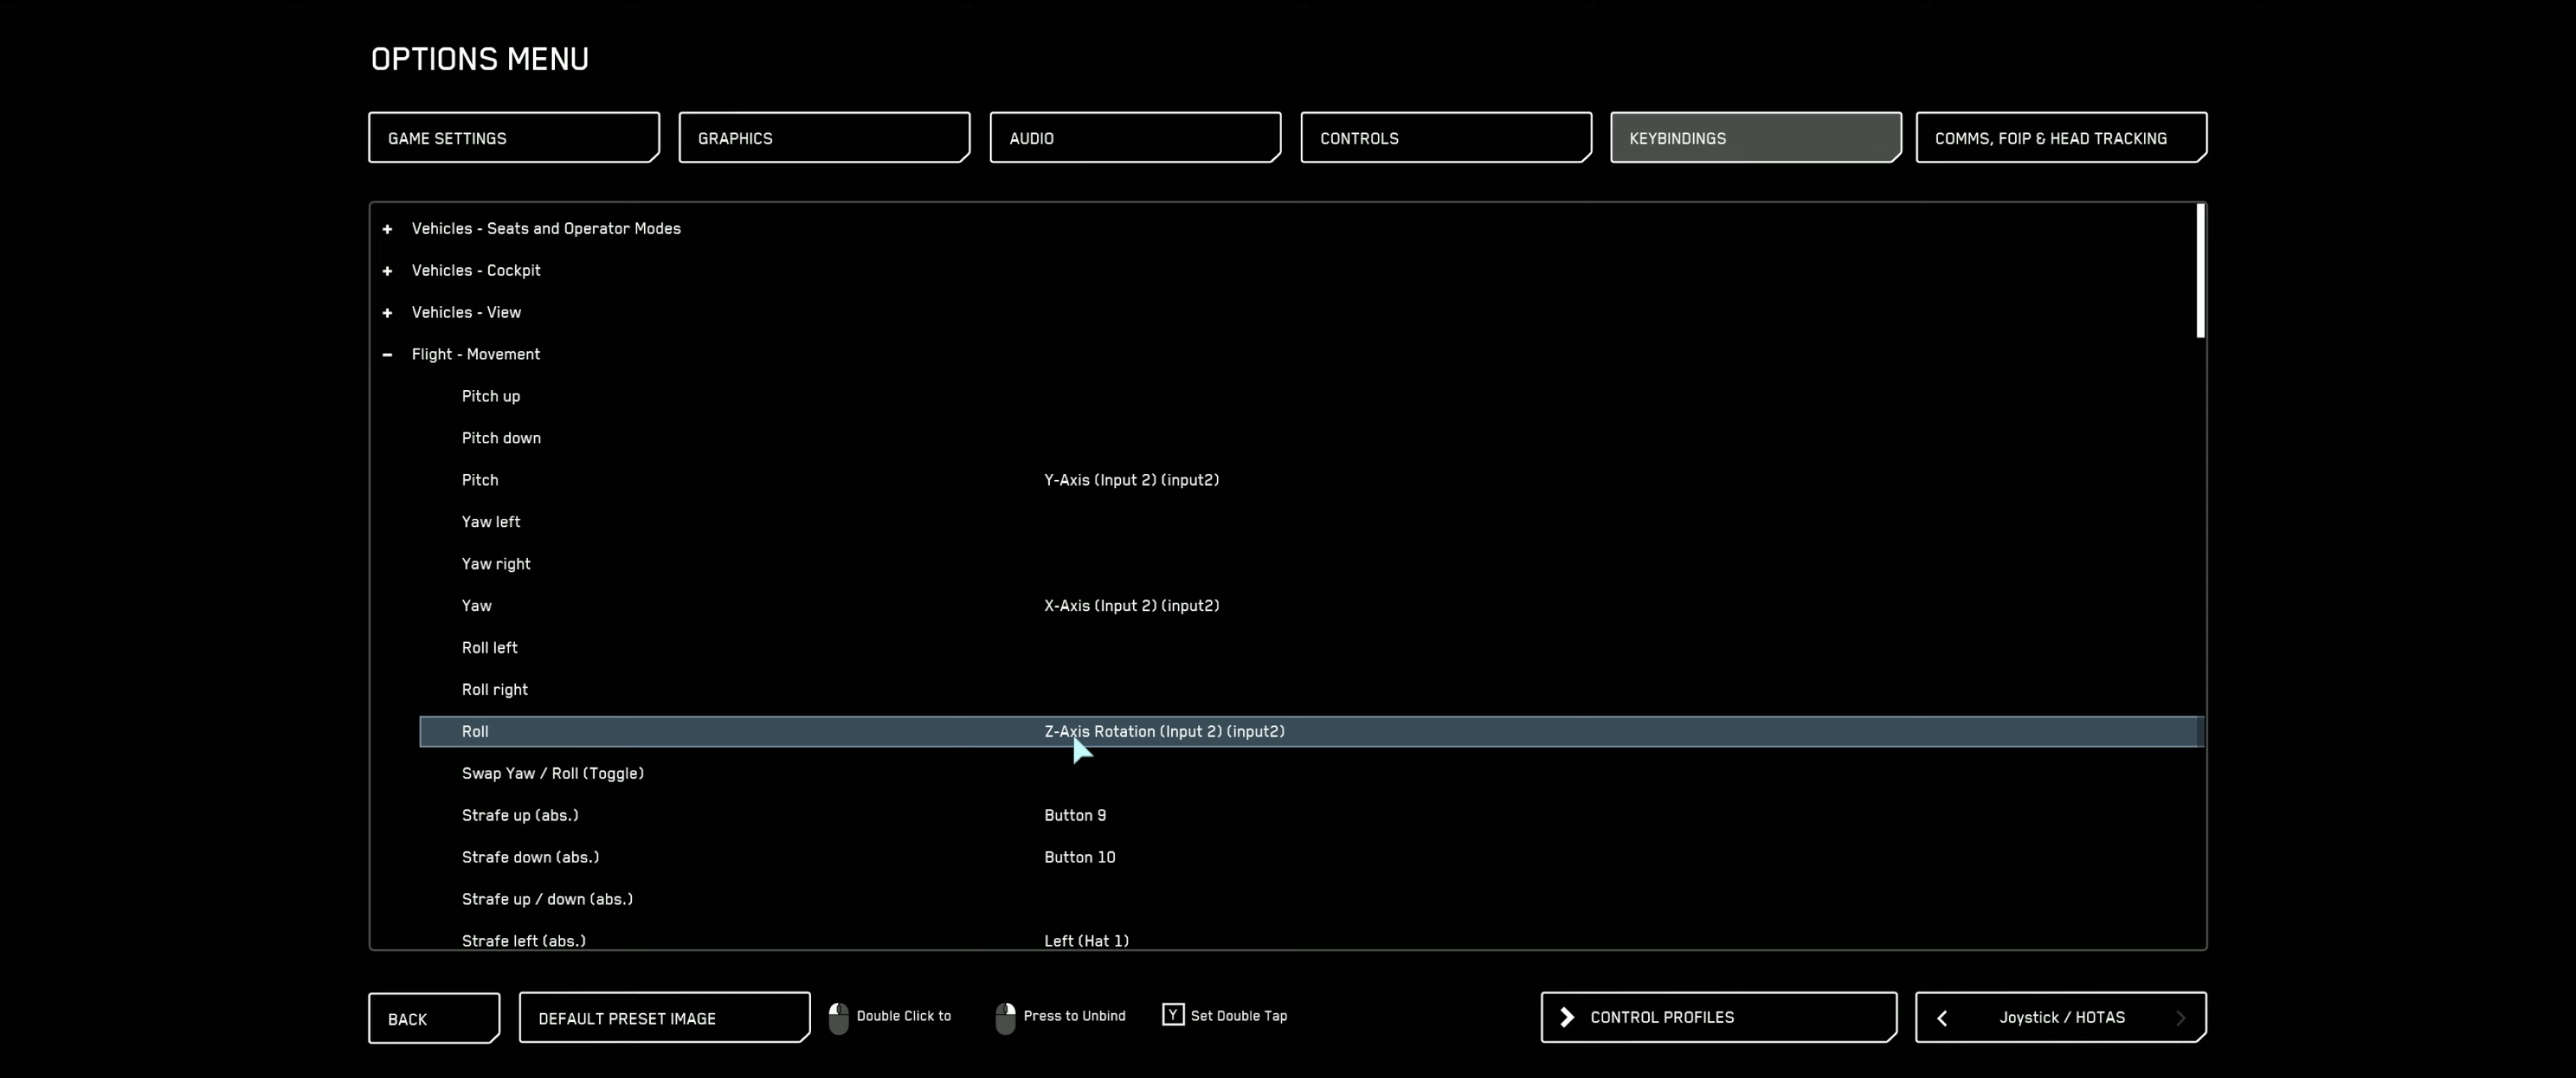 OPTIONS MENU
GAME SETTINGS
GRAPHICS
AUDIO
CONTROLS
KEYBINDINGS
COMMS, FOIP & HEAD TRACKING
+ Vehicles - Seats and Operator Modes
+ Vehicles - Cockpit
+ Vehicles - View
– Flight - Movement
Pitch up
Pitch down
Pitch Y-Axis (Input 2) (input2)
Yaw left
Yaw right
Yaw X-Axis (Input 2) (input2)
Roll left
Roll right
Roll Z-Axis Rotation (Input 2) (input2)
Swap Yaw / Roll (Toggle)
Strafe up (abs.) Button 9
Strafe down (abs.) Button 10
Strafe up / down (abs.)
Strafe left (abs.) Left (Hat 1)
BACK
DEFAULT PRESET IMAGE
Double Click to
Press to Unbind
Y Set Double Tap
CONTROL PROFILES
Joystick / HOTAS